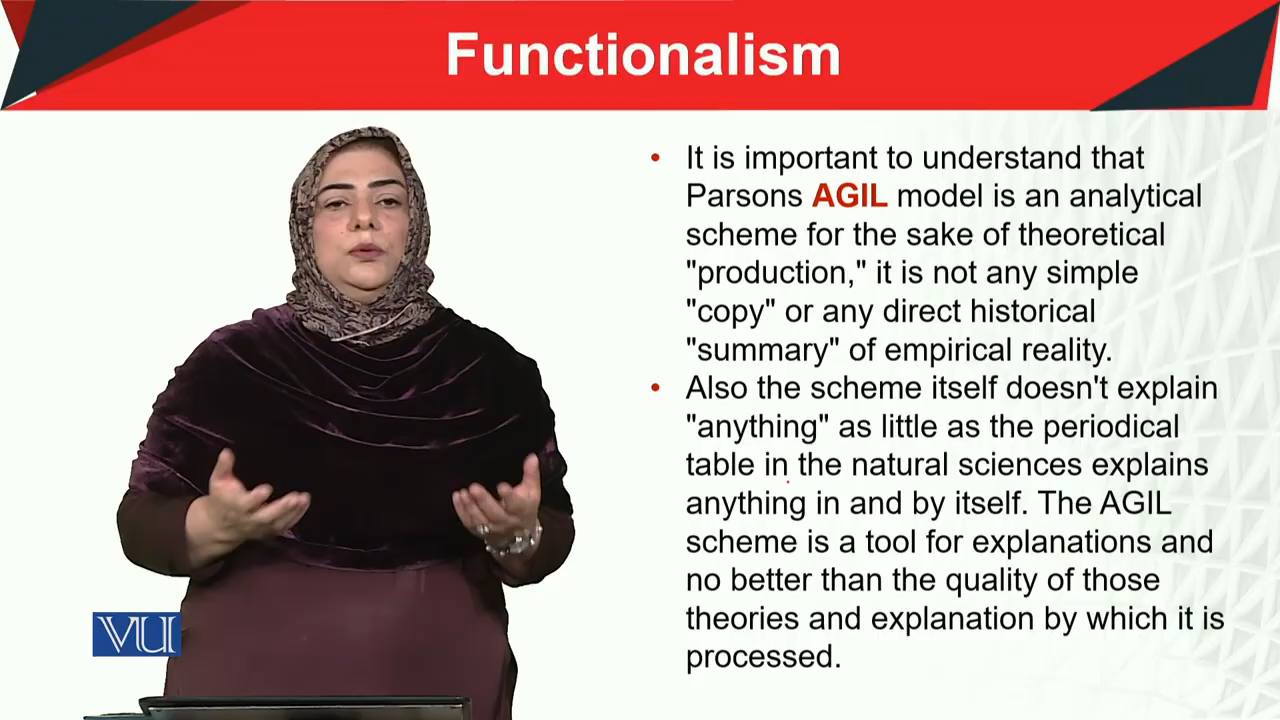 Functionalism
• It is important to understand that
Parsons AGIL model is an analytical
scheme for the sake of theoretical
"production," it is not any simple
"copy" or any direct historical
"summary" of empirical reality.
• Also the scheme itself doesn't explain
"anything" as little as the periodical
table in the natural sciences explains
anything in and by itself. The AGIL
scheme is a tool for explanations and
no better than the quality of those
theories and explanation by which it is
processed.
VU